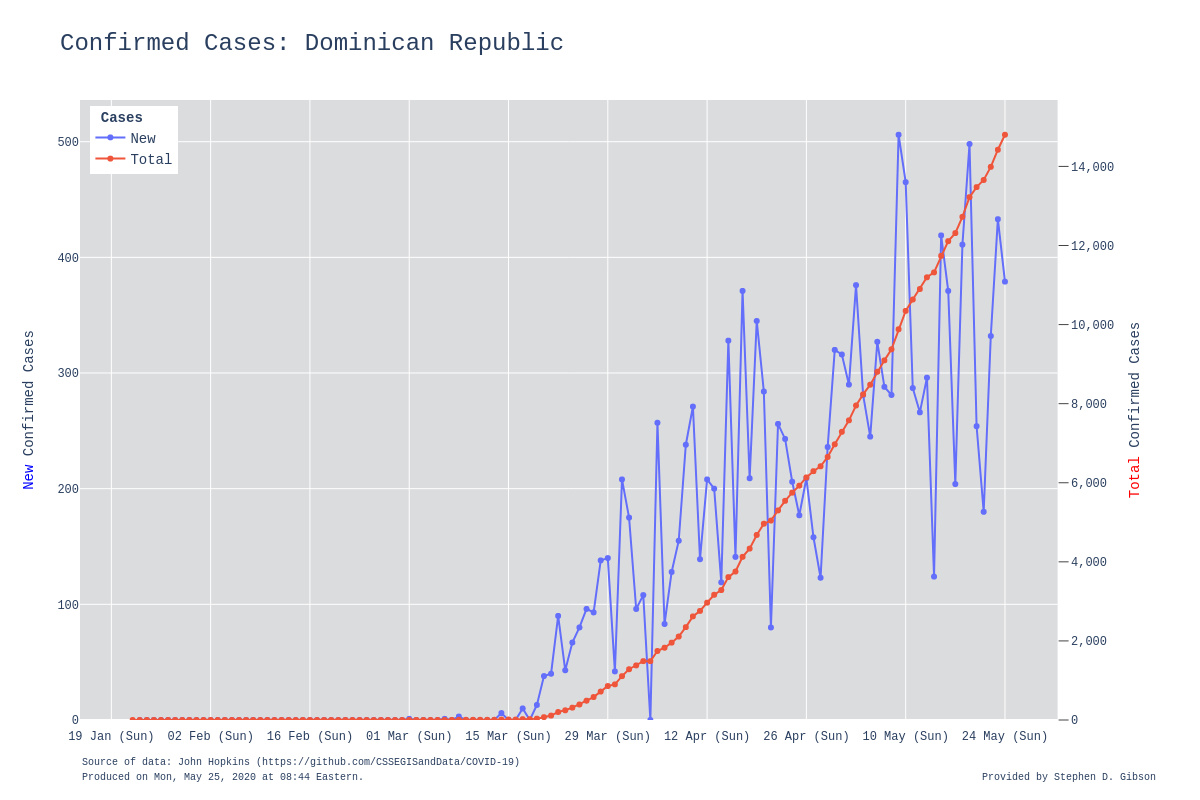 Confirmed Cases: Dominican Republic
Cases
New
Total
500
400
300
200
100
0
14,000
12,000
10,000
8,000
6,000
4,000
2,000
0
New Confirmed Cases
Total Confirmed Cases
19 Jan (Sun) 02 Feb (Sun) 16 Feb (Sun) 01 Mar (Sun) 15 Mar (Sun) 29 Mar (Sun) 12 Apr (Sun) 26 Apr (Sun) 10 May (Sun) 24 May (Sun)
Source of data: John Hopkins (https://github.com/CSSEGISandData/COVID-19)
Produced on Mon, May 25, 2020 at 08:44 Eastern.
Provided by Stephen D. Gibson